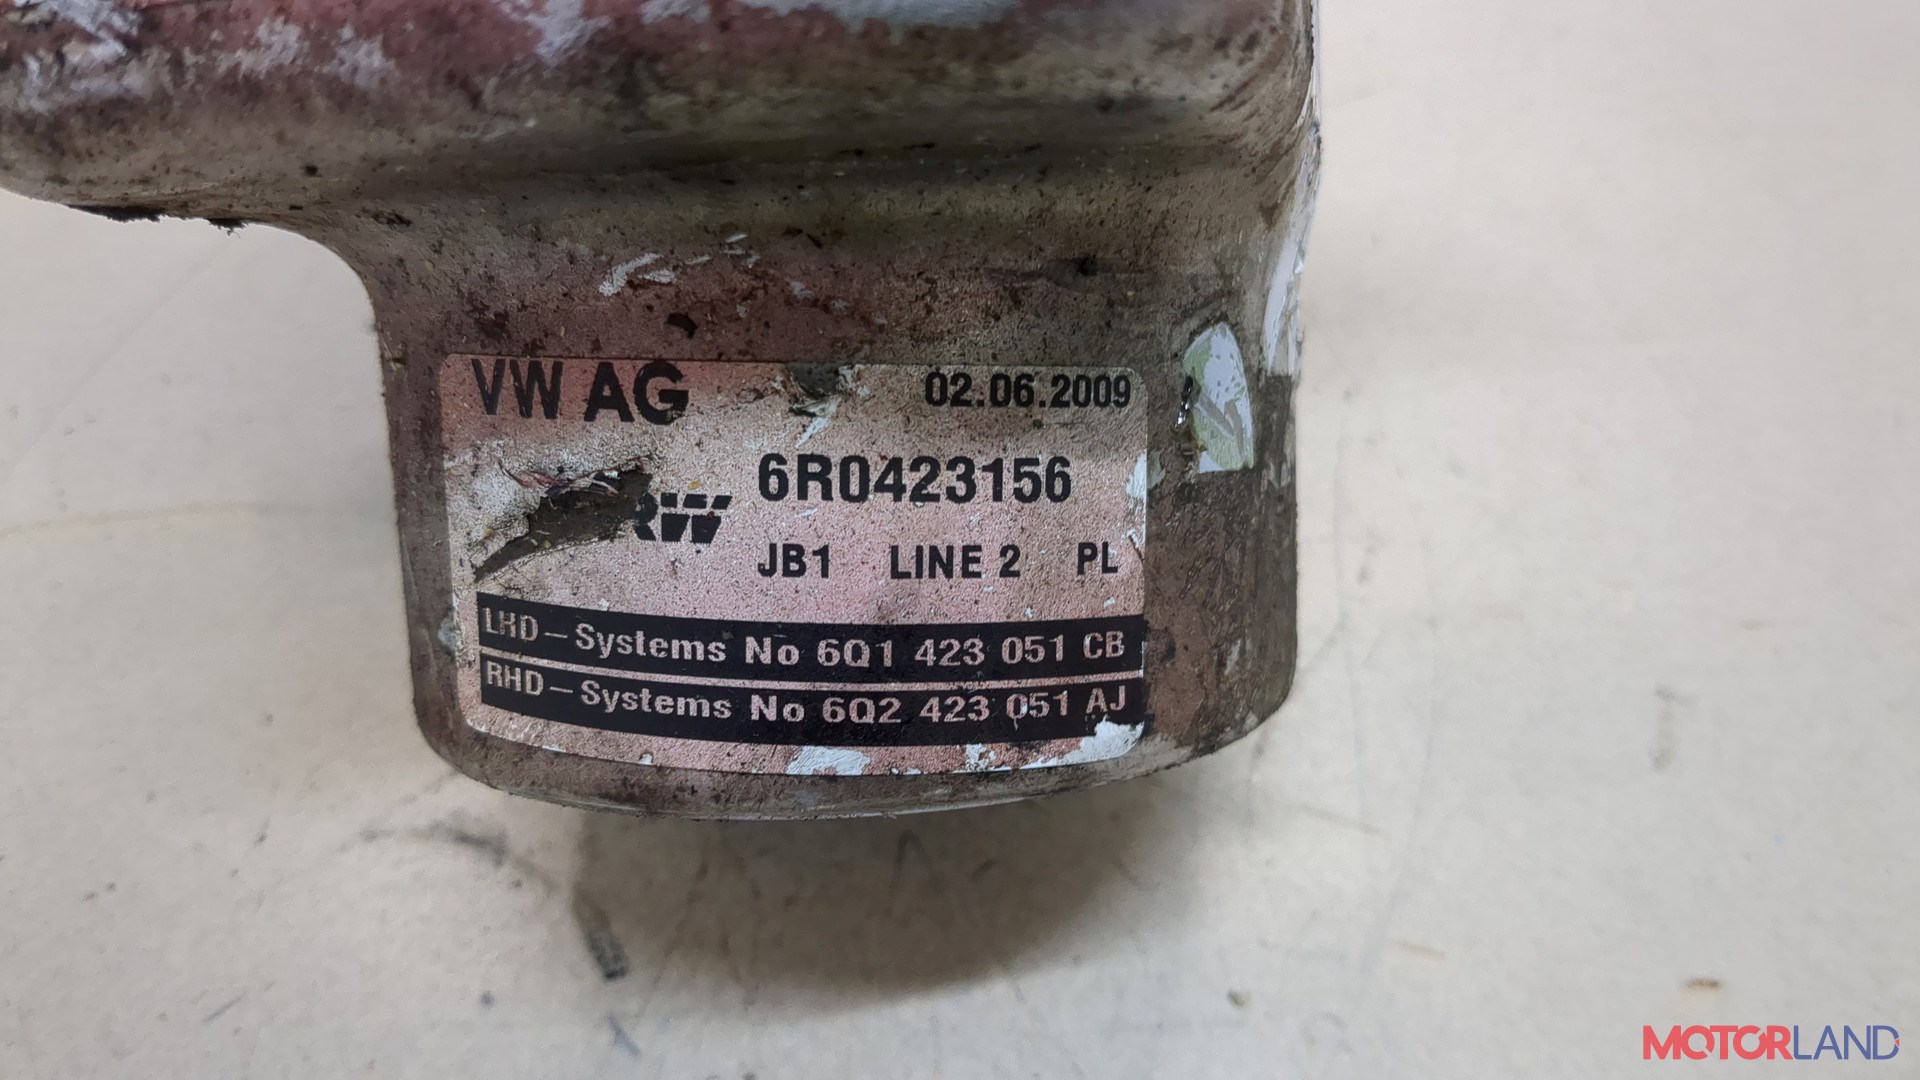 VW AG 02.06.2009
6R0423156
RW
JB1 LINE 2 PL
LHD – Systems No 6Q1 423 051 CB
RHD – Systems No 6Q2 423 051 AJ
MOTORLAND